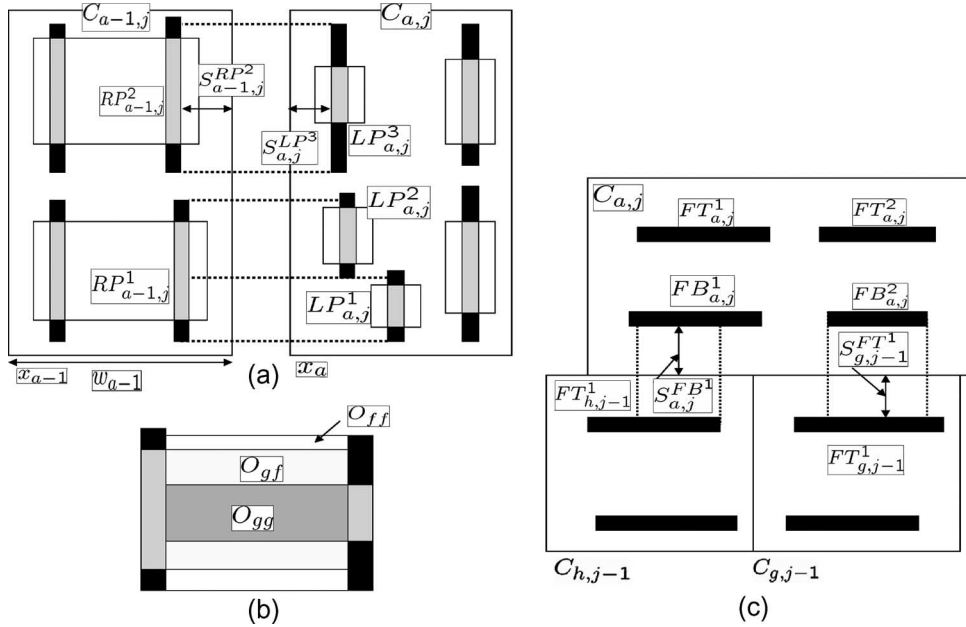 C_{a-1,j}
C_{a,j}
S^{RP^2}_{a-1,j}
RP^2_{a-1,j}
S^{LP^3}_{a,j}
LP^3_{a,j}
LP^2_{a,j}
RP^1_{a-1,j}
LP^1_{a,j}
x_{a-1}
w_{a-1}
(a)
x_a
O_{ff}
O_{gf}
O_{gg}
(b)
C_{a,j}
FT^1_{a,j}
FT^2_{a,j}
FB^1_{a,j}
FB^2_{a,j}
S^{FT^1}_{g,j-1}
FT^1_{h,j-1}
S^{FB^1}_{a,j}
FT^1_{g,j-1}
C_{h,j-1}
C_{g,j-1}
(c)